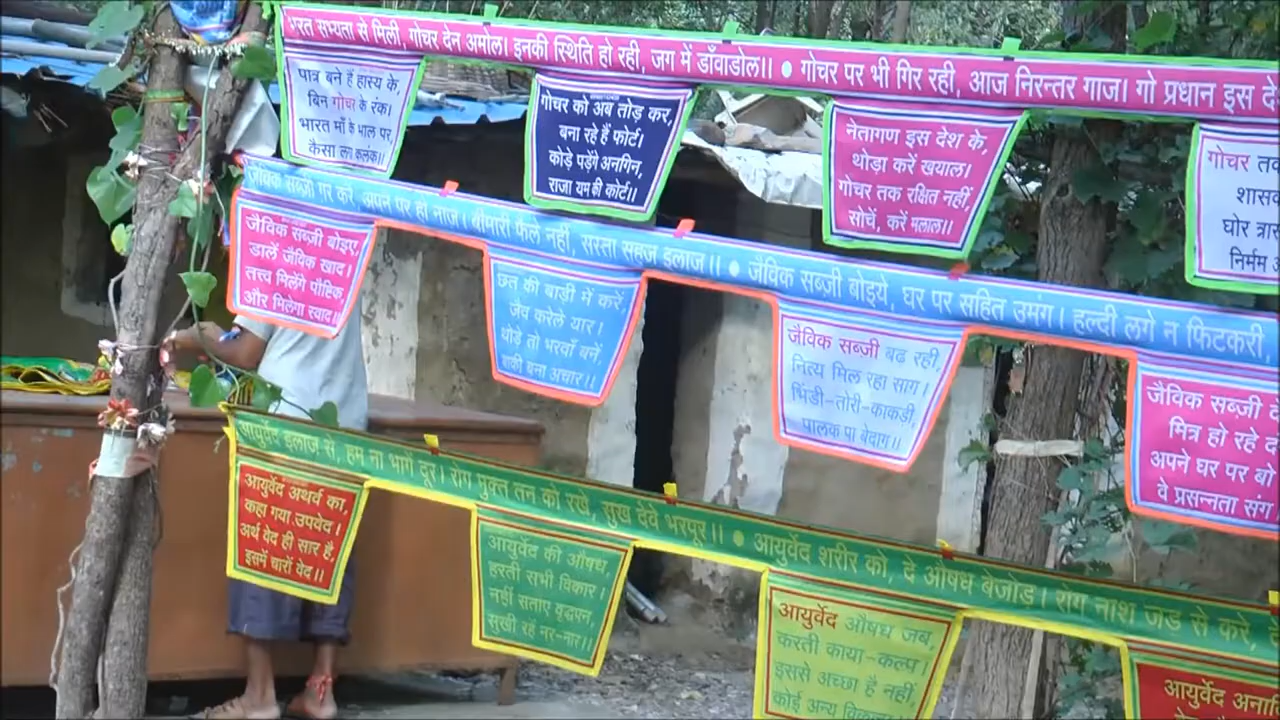 भारत सभ्यता से मिली, गोचर देन अमोल। इनकी स्थिति हो रही, जग में डाँवाडोल।। ● गोचर पर भी गिर रही, आज निरन्तर गाज। गो प्रधान इस दे
पात्र बने हैं हास्य के,
बिन गोचर के रंक।
भारत माँ के भाल पर,
कैसा लगा कलंक॥
गोचर को अब तोड़ कर,
बना रहे हैं फोर्ट।
कोड़े पड़ेंगे अनगिन,
राजा यम की कोर्ट।।
नेतागण इस देश के,
थोड़ा करें खयाल।
गोचर तक रक्षित नहीं,
सोचें, करें मलाल।।
गोचर तक
शासक
घोर त्रास
निर्मम
जैविक सब्ज़ी गर करे, अपने पर हो नाज। बीमारी फैले नहीं, सस्ता सहज इलाज।। ● जैविक सब्ज़ी बोइये, घर पर सहित उमंग। हल्दी लगे न फिटकरी,
जैविक सब्ज़ी बोइए,
डालें जैविक खाद।
तत्त्व मिलेंगे पौष्टिक,
और मिलेगा स्वाद॥
छत की बाड़ी में करें,
जैव करेले यार।
थोड़े तो भरवाँ बनें,
बाकी बना अचार।।
जैविक सब्ज़ी बढ़ रही,
नित्य मिल रहा साग।
भिंडी-तोरी-काकड़ी,
पालक पा बेदाग॥
जैविक सब्ज़ी
मित्र हो रहे
अपने घर पर बो
वे प्रसन्नता संग
आयुर्वेद इलाज से, हम ना भागें दूर। रोग मुक्त तन को रखे, सुख देवे भरपूर।। ● आयुर्वेद शरीर को, दे औषध बेजोड़। रोग नाश जड़ से करे,
आयुर्वेद अथर्व का,
कहा गया उपवेद।
अर्थ वेद ही सार है,
इसमें चारों वेद।।
आयुर्वेद की औषध,
हरती सभी विकार।
नहीं सताए वृद्धपन,
सुखी रहें नर-नार।।
आयुर्वेद औषध जब,
करती काया-कल्प।
इससे अच्छा है नहीं,
कोई अन्य
आयुर्वेद